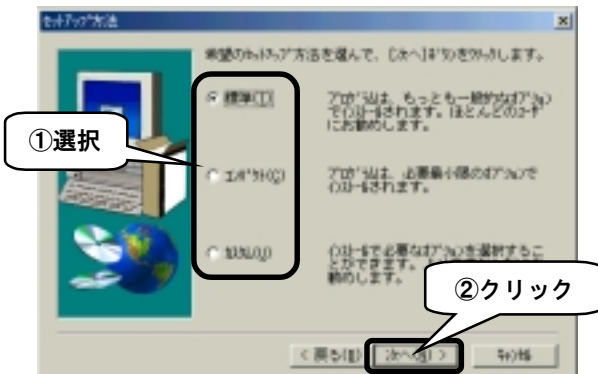 セットアップ方法
希望のセットアップ方法を選んで、[次へ]ボタンをクリックします。
標準(T)
プログラムは、もっとも一般的なオプション
でインストールされます。ほとんどのユーザ
にお勧めします。
①選択
コンパクト(C)
プログラムは、必要最小限のオプションで
インストールされます。
カスタム(U)
インストールで必要なオプションを選択するこ
とができます。
勧めします。
②クリック
< 戻る(B)
次へ(N) >
キャンセル